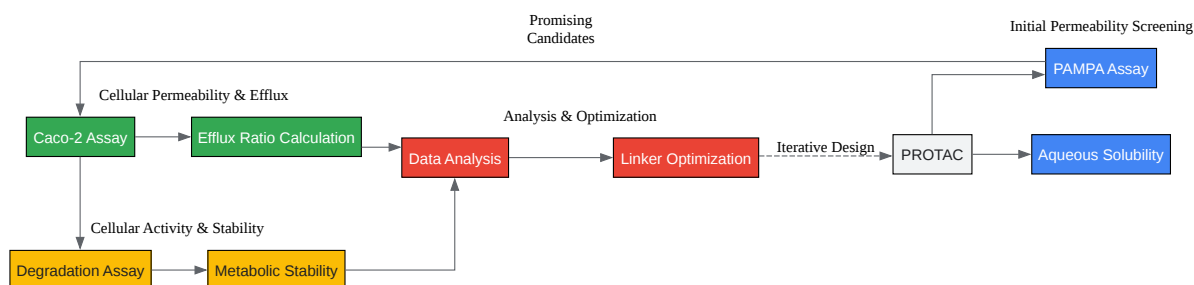 Promising
Candidates
Initial Permeability Screening
PAMPA Assay
Cellular Permeability & Efflux
Analysis & Optimization
Caco-2 Assay
Efflux Ratio Calculation
Data Analysis
Linker Optimization
Iterative Design
PROTAC
Aqueous Solubility
Cellular Activity & Stability
Degradation Assay
Metabolic Stability